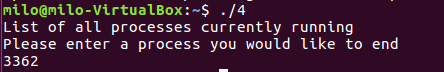 milo@milo-VirtualBox:~$ ./4
List of all processes currently running
Please enter a process you would like to end
3362